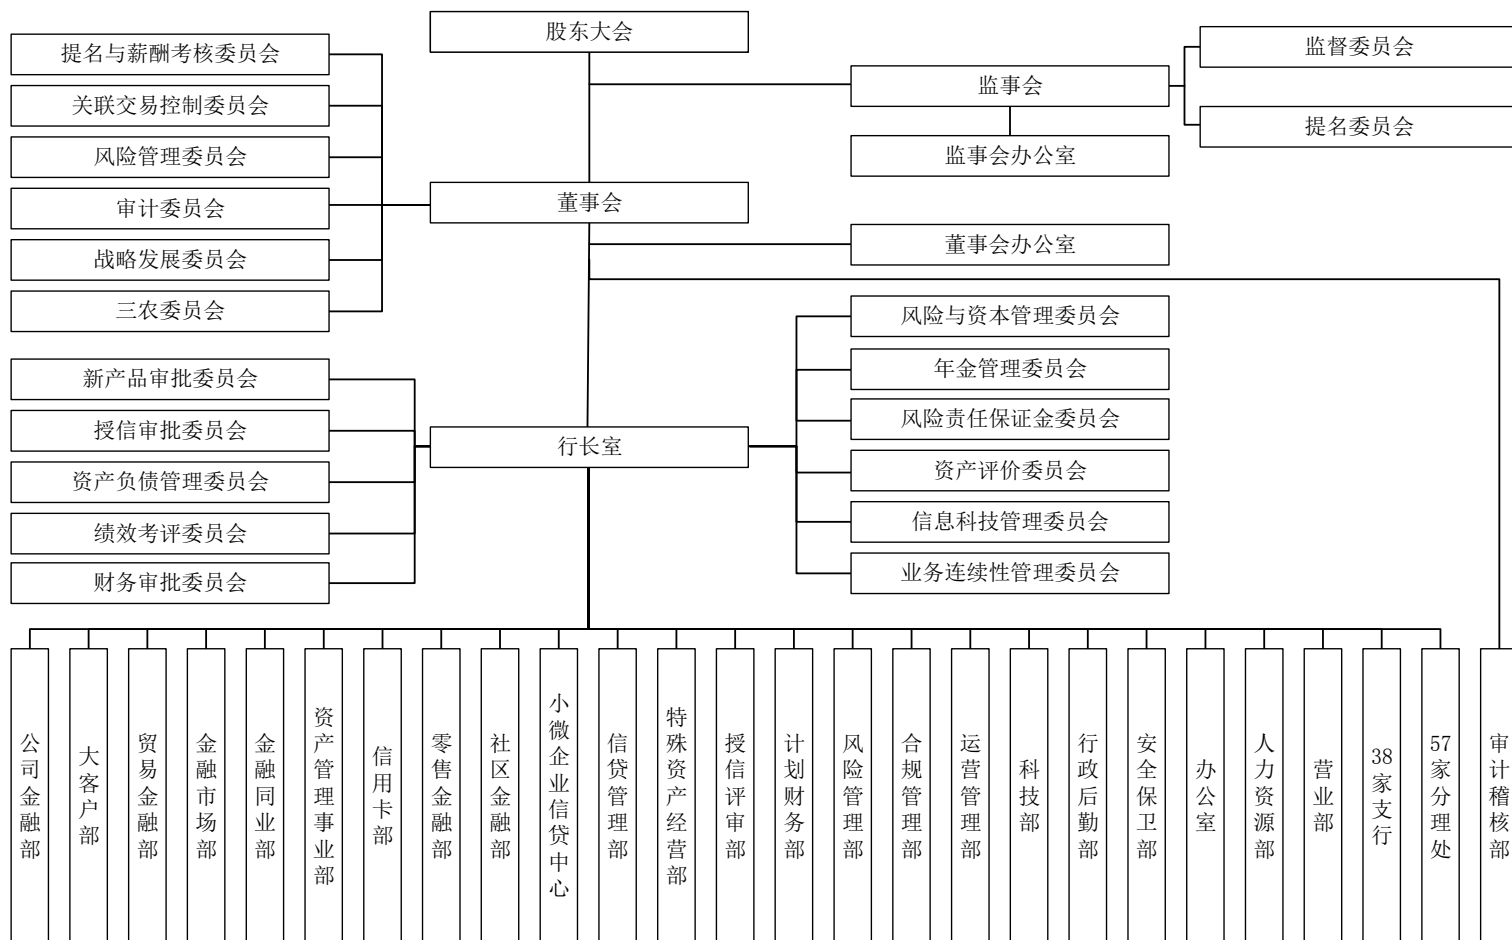 股东大会
提名与薪酬考核委员会
关联交易控制委员会
风险管理委员会
审计委员会
战略发展委员会
三农委员会
监事会
监督委员会
提名委员会
监事会办公室
董事会
董事会办公室
新产品审批委员会
授信审批委员会
资产负债管理委员会
绩效考评委员会
财务审批委员会
行长室
风险与资本管理委员会
年金管理委员会
风险责任保证金委员会
资产评价委员会
信息科技管理委员会
业务连续性管理委员会
公司金融部
大客户部
贸易金融部
金融市场部
金融同业部
资产管理事业部
信用卡部
零售金融部
社区金融部
小微企业信贷中心
信贷管理部
特殊资产经营部
授信评审部
计划财务部
风险管理部
合规管理部
运营管理部
科技部
行政后勤部
安全保卫部
办公室
人力资源部
营业部
38家支行
57家分理处
审计稽核部